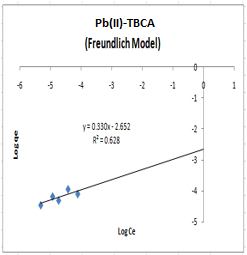 Pb(II)-TBCA
(Freundlich Model)
-6 -5 -4 -3 -2 -1 0 1
0
-1
-2
-3
-4
-5
y = 0.330x - 2.652
R² = 0.628
Log qe
Log Ce